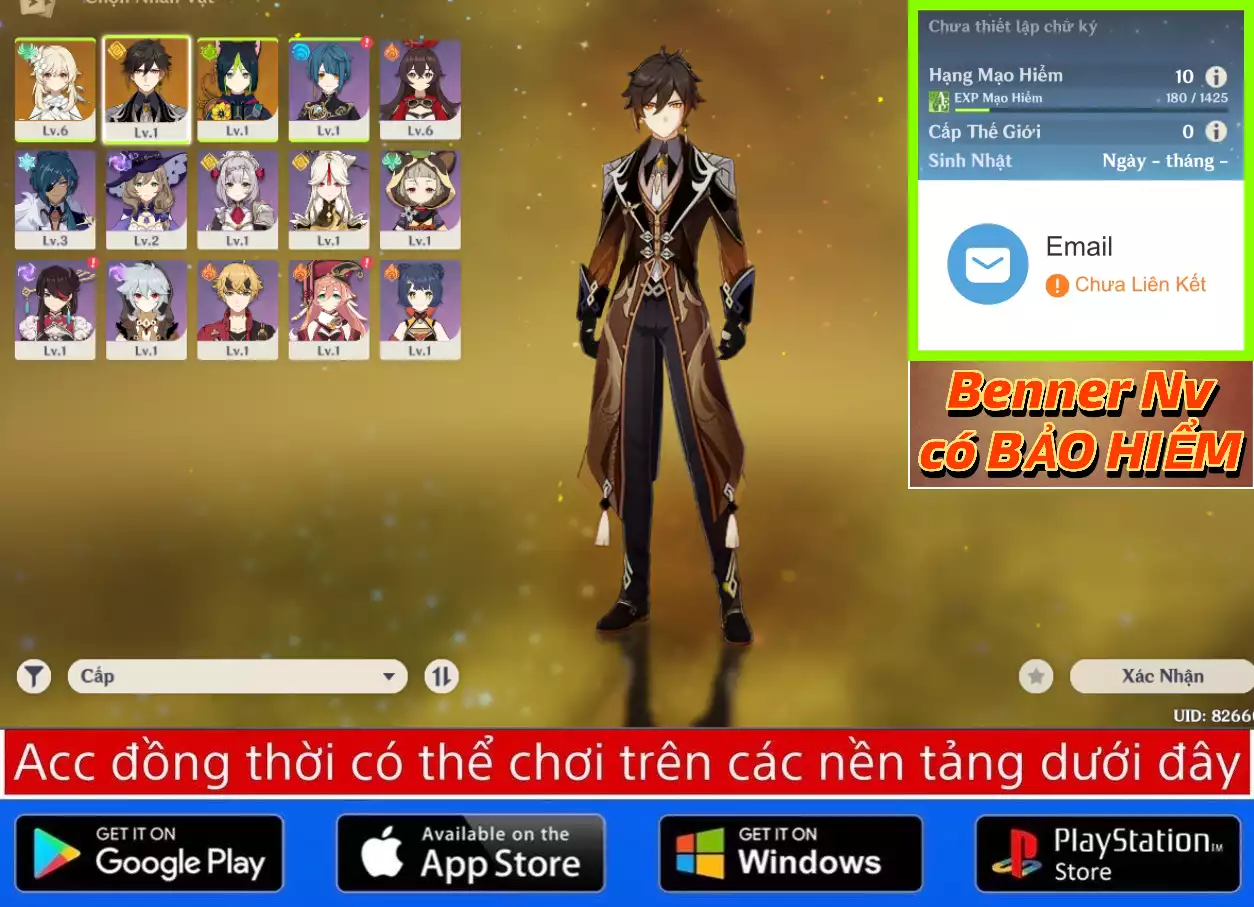 Chọn Nhân Vật
Lv.6
Lv.1
Lv.1
Lv.1
Lv.6
Lv.3
Lv.2
Lv.1
Lv.1
Lv.1
Lv.1
Lv.1
Lv.1
Lv.1
Lv.1
Chưa thiết lập chữ ký
Hạng Mạo Hiểm 10
EXP Mạo Hiểm 180 / 1425
Cấp Thế Giới 0
Sinh Nhật Ngày - tháng -
Email
Chưa Liên Kết
Benner Nv
có BẢO HIỂM
Cấp
Xác Nhận
UID: 8266
Acc đồng thời có thể chơi trên các nền tảng dưới đây
GET IT ON
Google Play
Available on the
App Store
GET IT ON
Windows
PlayStation™
Store